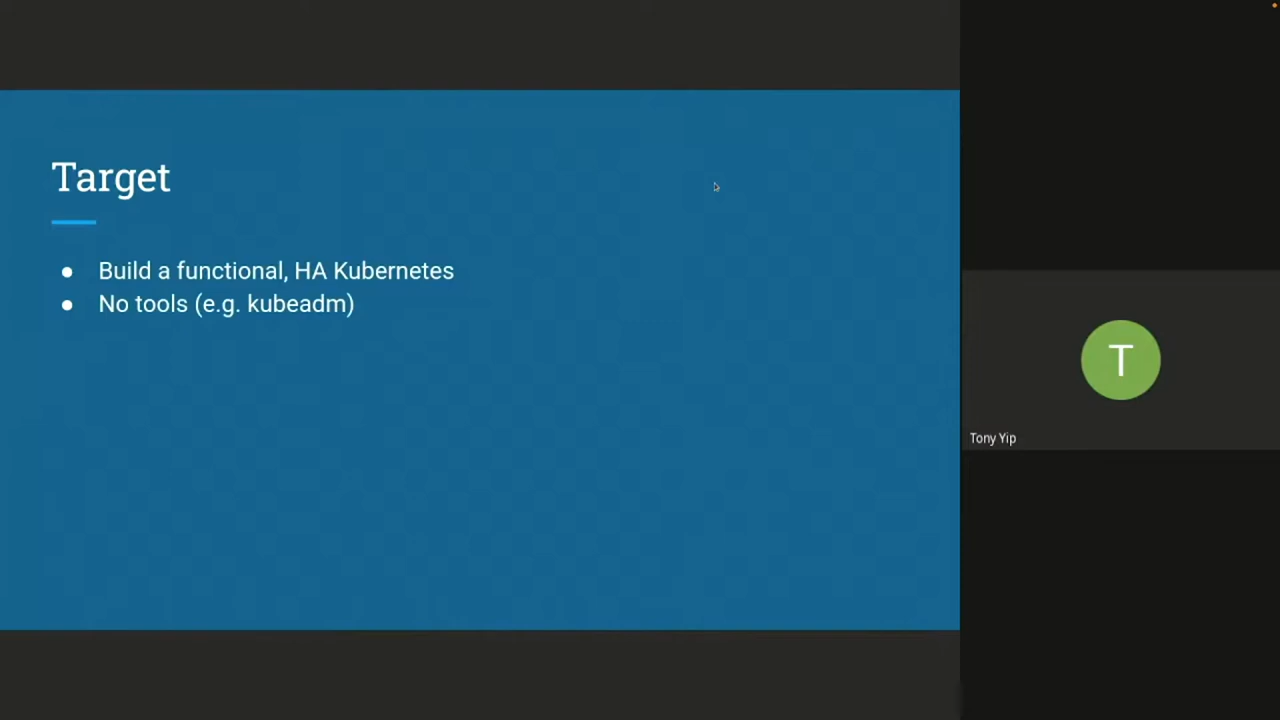 Target
● Build a functional, HA Kubernetes
● No tools (e.g. kubeadm)
T
Tony Yip